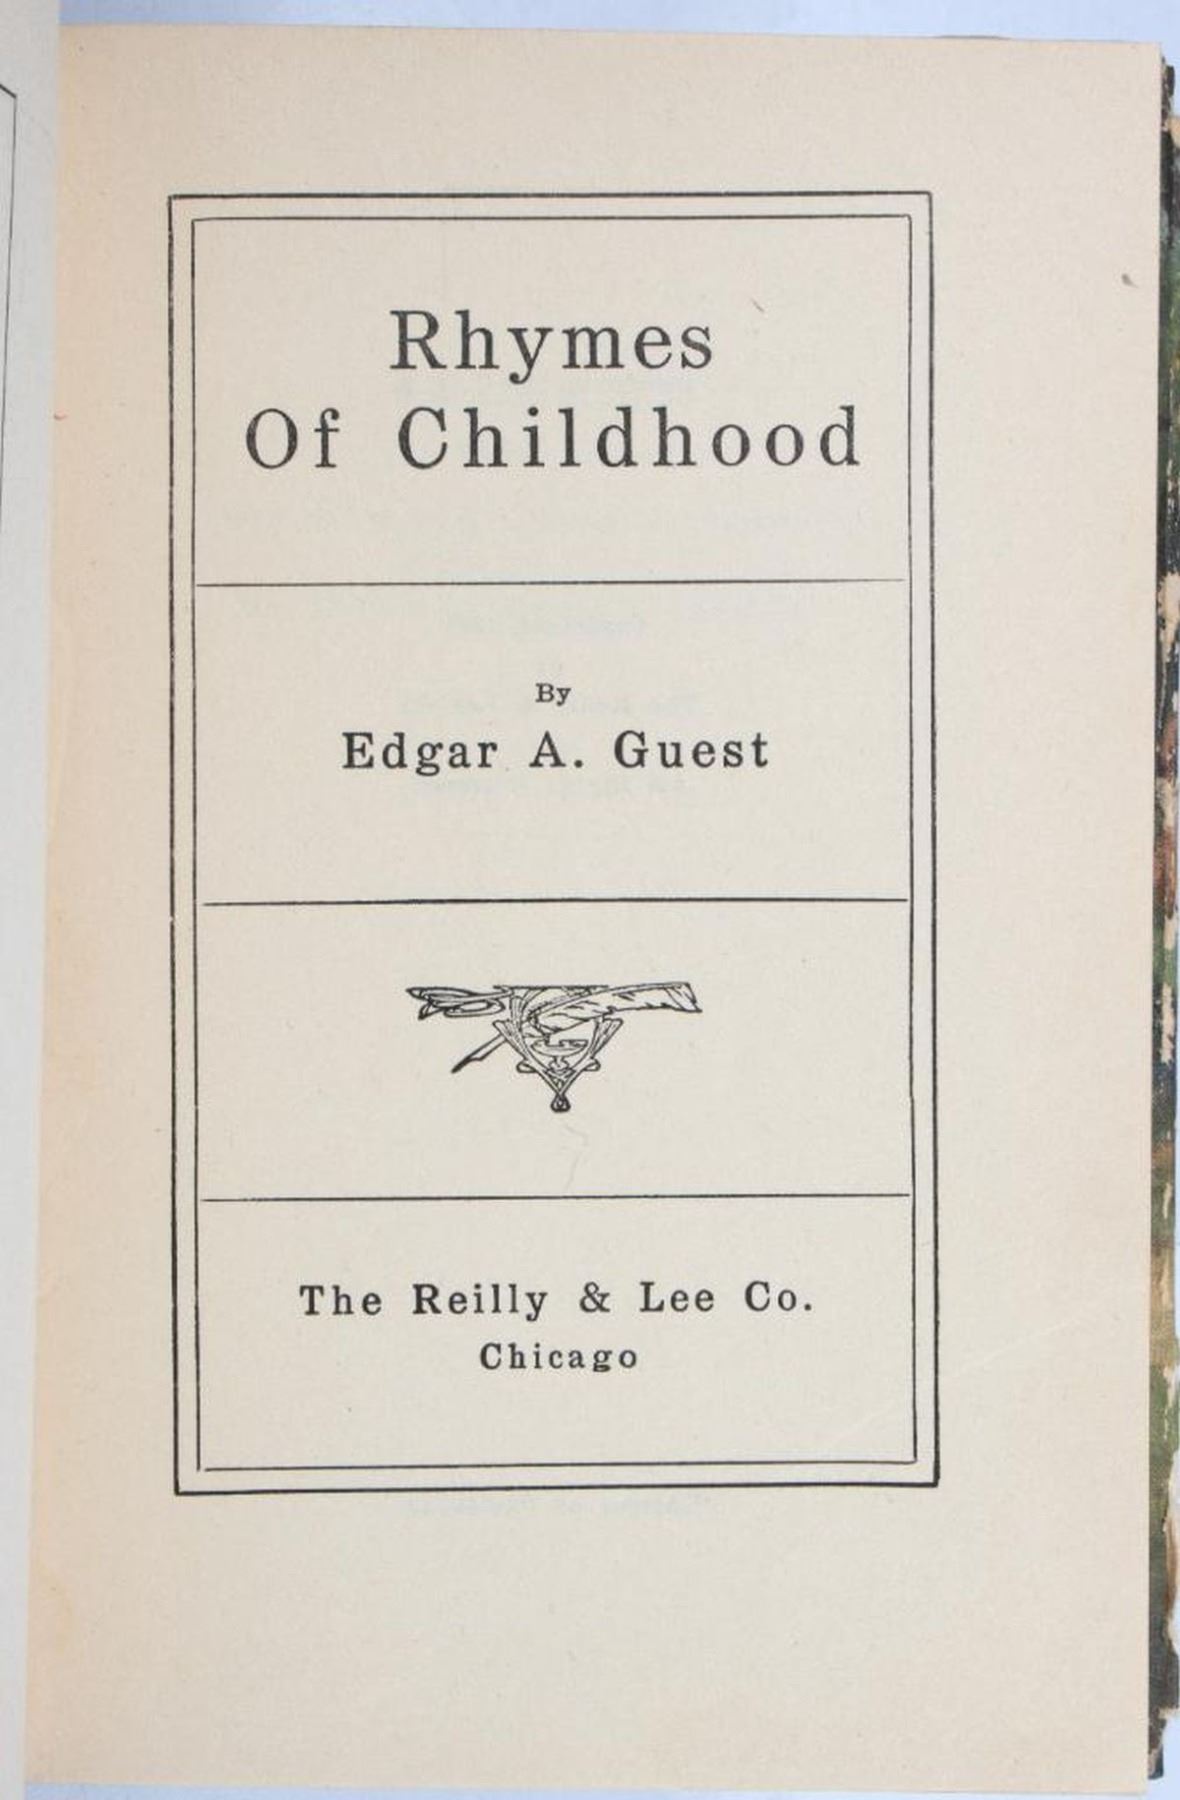 Rhymes
Of Childhood
By
Edgar A. Guest
The Reilly & Lee Co.
Chicago